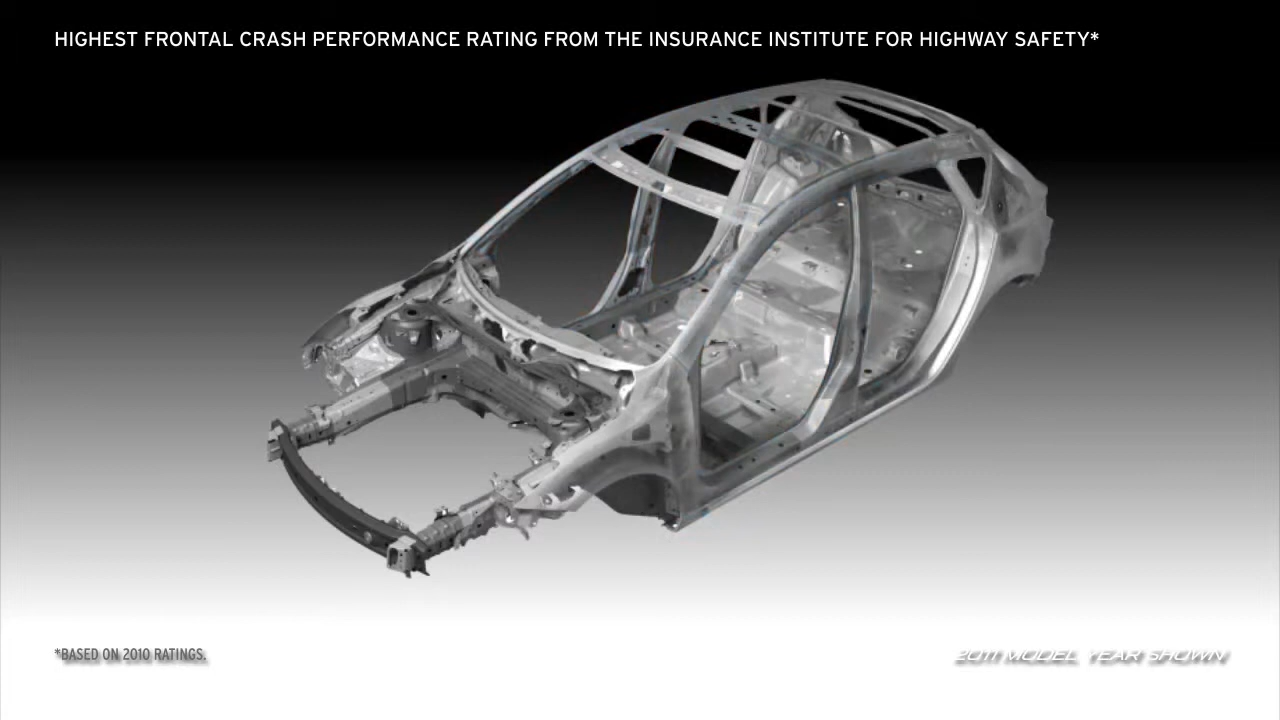 HIGHEST FRONTAL CRASH PERFORMANCE RATING FROM THE INSURANCE INSTITUTE FOR HIGHWAY SAFETY*
*BASED ON 2010 RATINGS.
2011 MODEL YEAR SHOWN